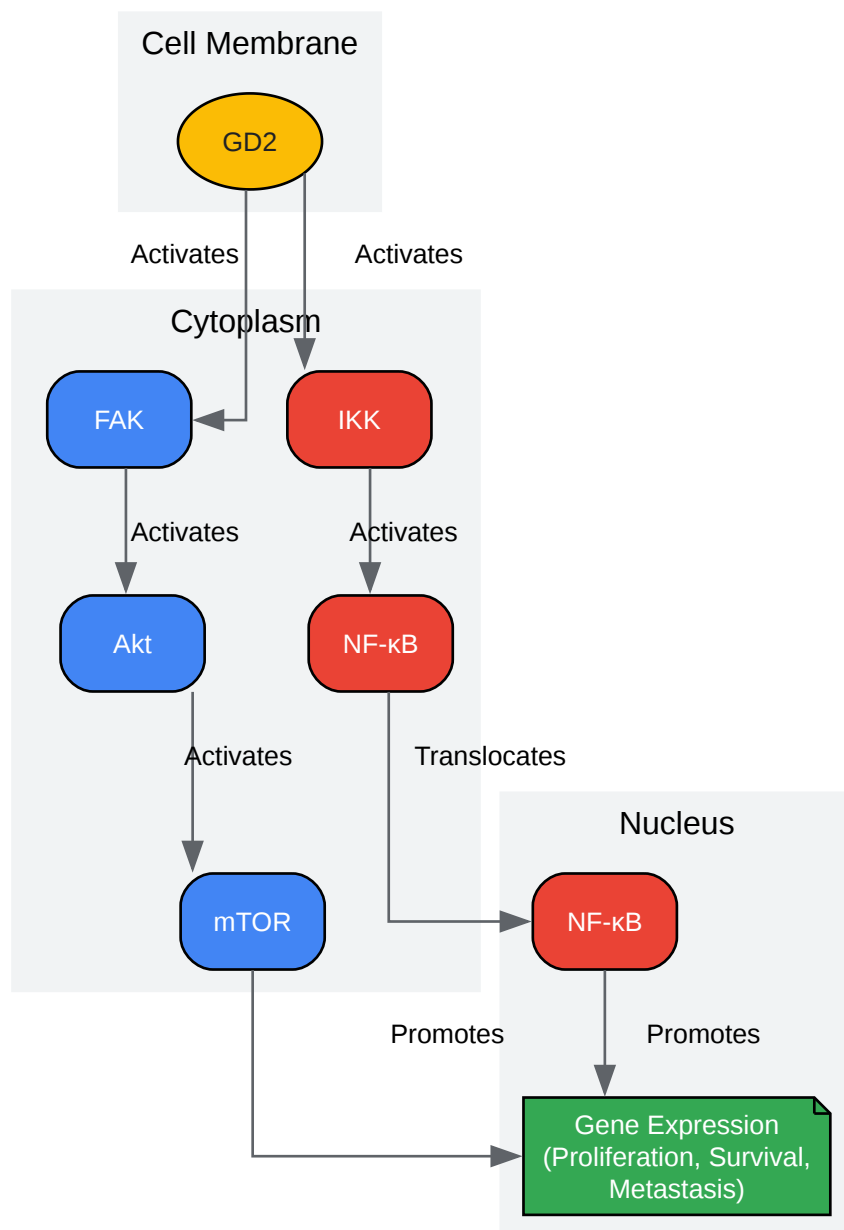 Cell Membrane
GD2
Activates
Activates
Cytoplasm
FAK
IKK
Activates
Activates
Akt
NF-κB
Activates
Translocates
Nucleus
mTOR
NF-κB
Promotes
Promotes
Gene Expression
(Proliferation, Survival,
Metastasis)